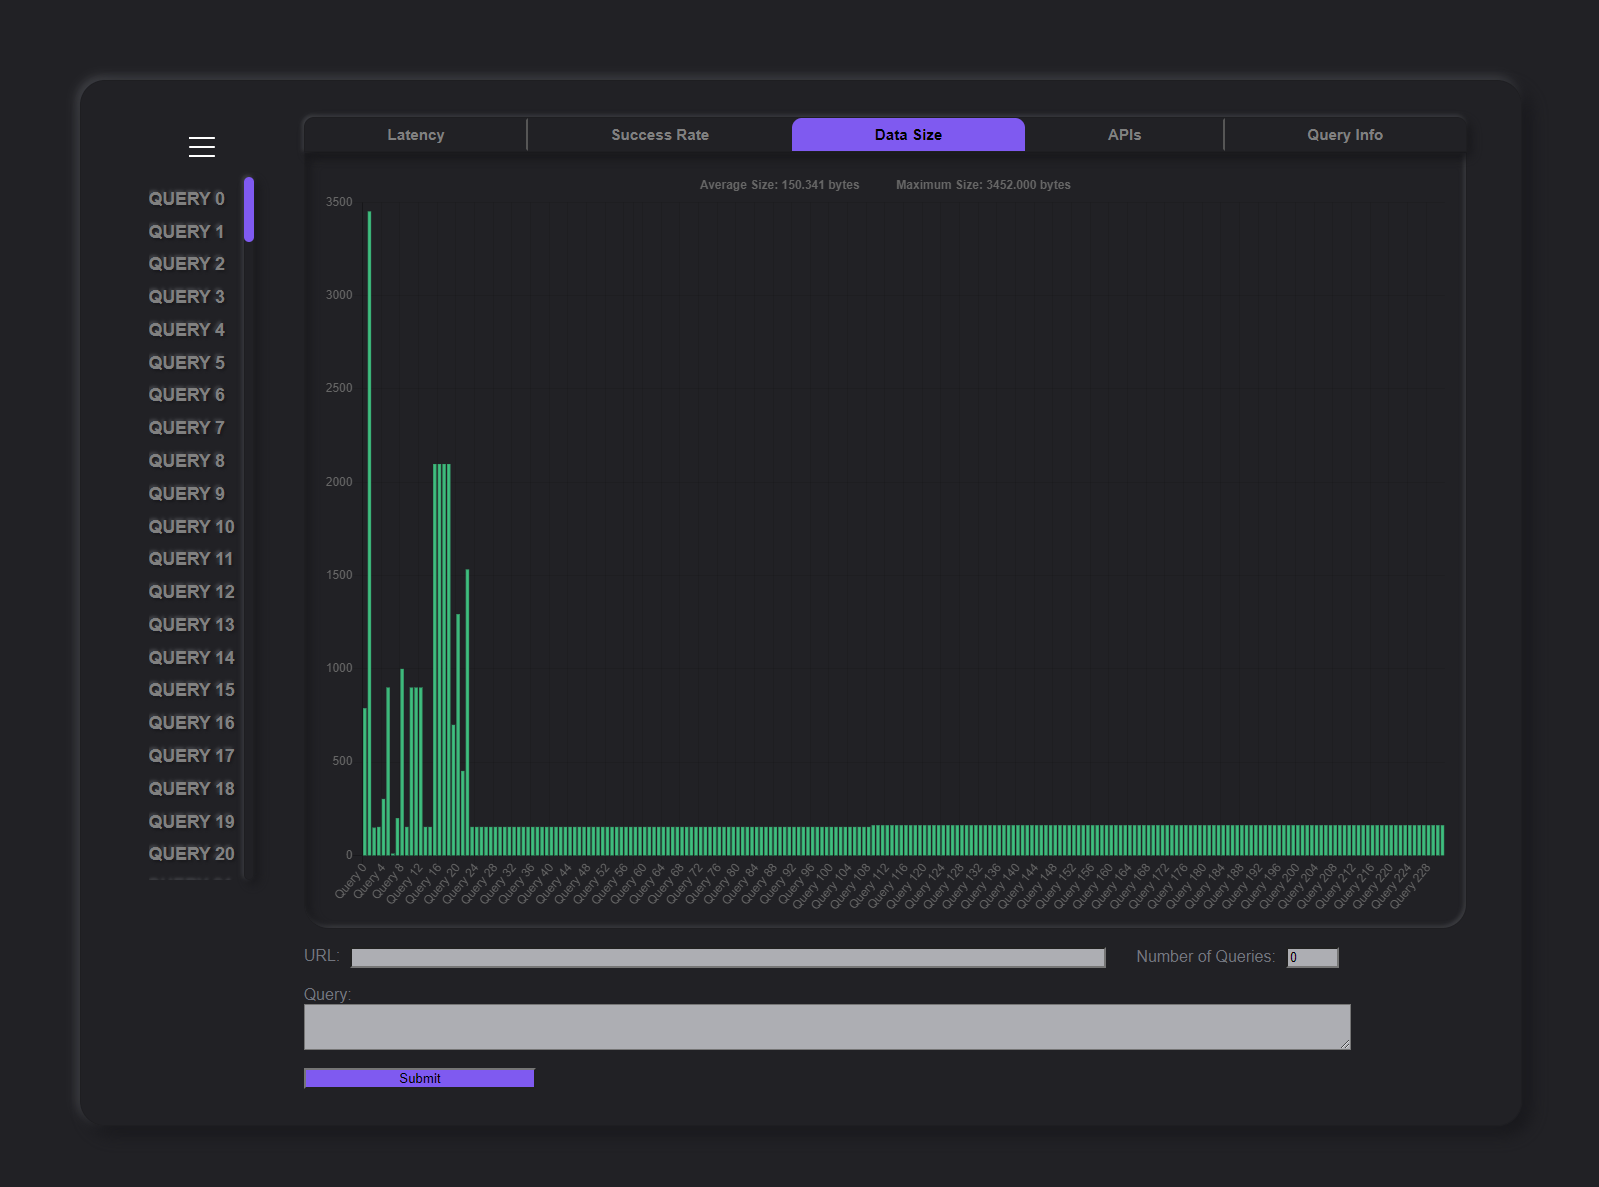 Latency
Success Rate
Data Size
APIs
Query Info
QUERY 0
QUERY 1
QUERY 2
QUERY 3
QUERY 4
QUERY 5
QUERY 6
QUERY 7
QUERY 8
QUERY 9
QUERY 10
QUERY 11
QUERY 12
QUERY 13
QUERY 14
QUERY 15
QUERY 16
QUERY 17
QUERY 18
QUERY 19
QUERY 20
Average Size: 150.341 bytes
Maximum Size: 3452.000 bytes
3500
3000
2500
2000
1500
1000
500
0
Query 0
Query 4
Query 8
Query 12
Query 16
Query 20
Query 24
Query 28
Query 32
Query 36
Query 40
Query 44
Query 48
Query 52
Query 56
Query 60
Query 64
Query 68
Query 72
Query 76
Query 80
Query 84
Query 88
Query 92
Query 96
Query 100
Query 104
Query 108
Query 112
Query 116
Query 120
Query 124
Query 128
Query 132
Query 136
Query 140
Query 144
Query 148
Query 152
Query 156
Query 160
Query 164
Query 168
Query 172
Query 176
Query 180
Query 184
Query 188
Query 192
Query 196
Query 200
Query 204
Query 208
Query 212
Query 216
Query 220
Query 224
Query 228
URL:
Number of Queries: 0
Query:
Submit